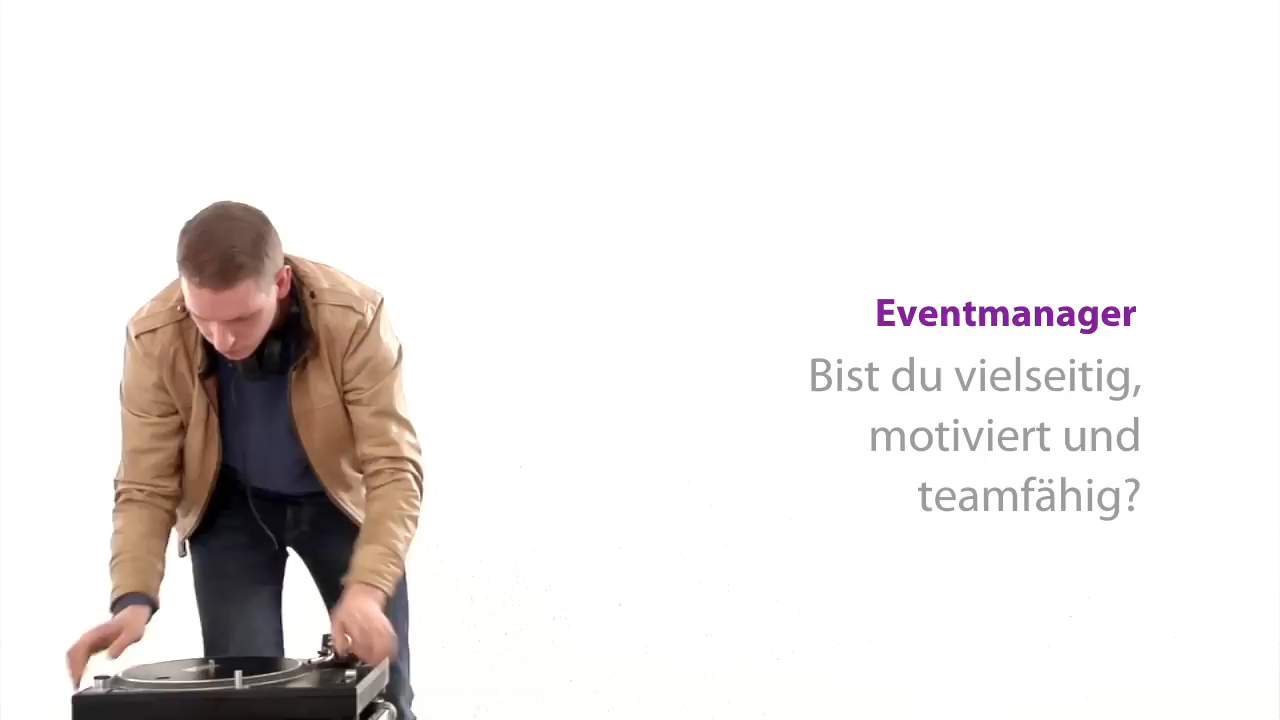 Eventmanager
Bist du vielseitig,
motiviert und
teamfähig?